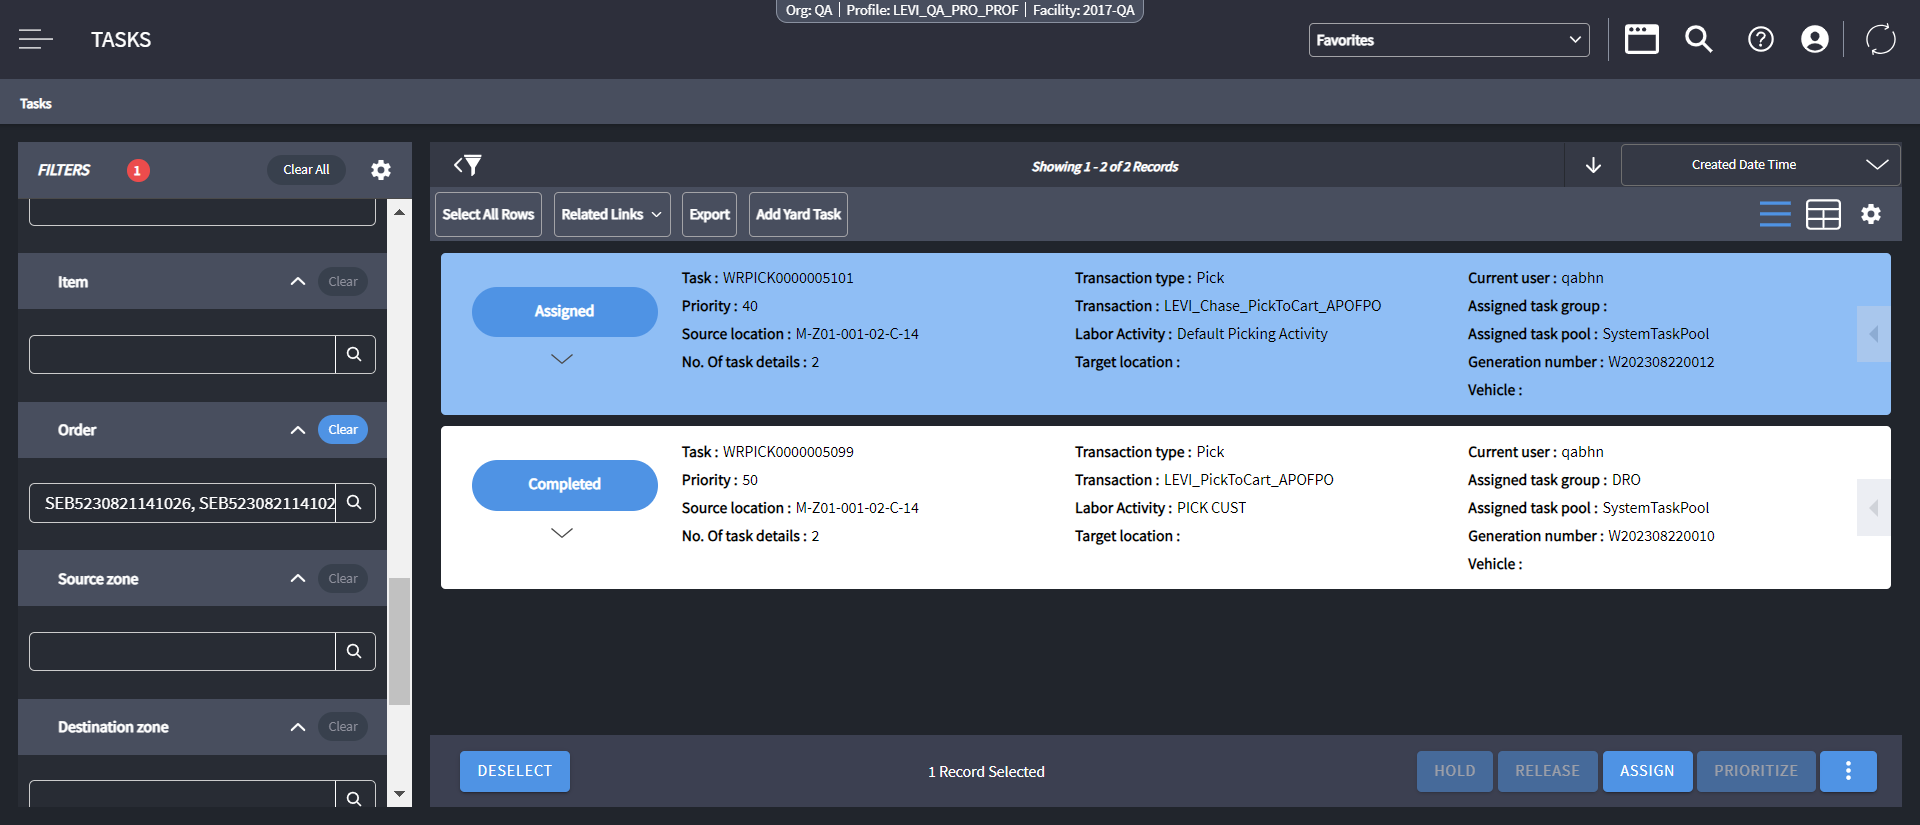 Org: QA | Profile: LEVI_QA_PRO_PROF | Facility: 2017-QA
TASKS
Favorites
Tasks
FILTERS 1 Clear All
Item Clear
Order Clear
SEB5230821141026, SEB523082114102
Source zone Clear
Destination zone Clear
Showing 1 - 2 of 2 Records
Created Date Time
Select All Rows Related Links Export Add Yard Task
Assigned
Task : WRPICK0000005101
Priority : 40
Source location : M-Z01-001-02-C-14
No. Of task details : 2
Transaction type : Pick
Transaction : LEVI_Chase_PickToCart_APOFPO
Labor Activity : Default Picking Activity
Target location :
Current user : qabhn
Assigned task group :
Assigned task pool : SystemTaskPool
Generation number : W202308220012
Vehicle :
Completed
Task : WRPICK0000005099
Priority : 50
Source location : M-Z01-001-02-C-14
No. Of task details : 2
Transaction type : Pick
Transaction : LEVI_PickToCart_APOFPO
Labor Activity : PICK CUST
Target location :
Current user : qabhn
Assigned task group : DRO
Assigned task pool : SystemTaskPool
Generation number : W202308220010
Vehicle :
DESELECT
1 Record Selected
HOLD RELEASE ASSIGN PRIORITIZE